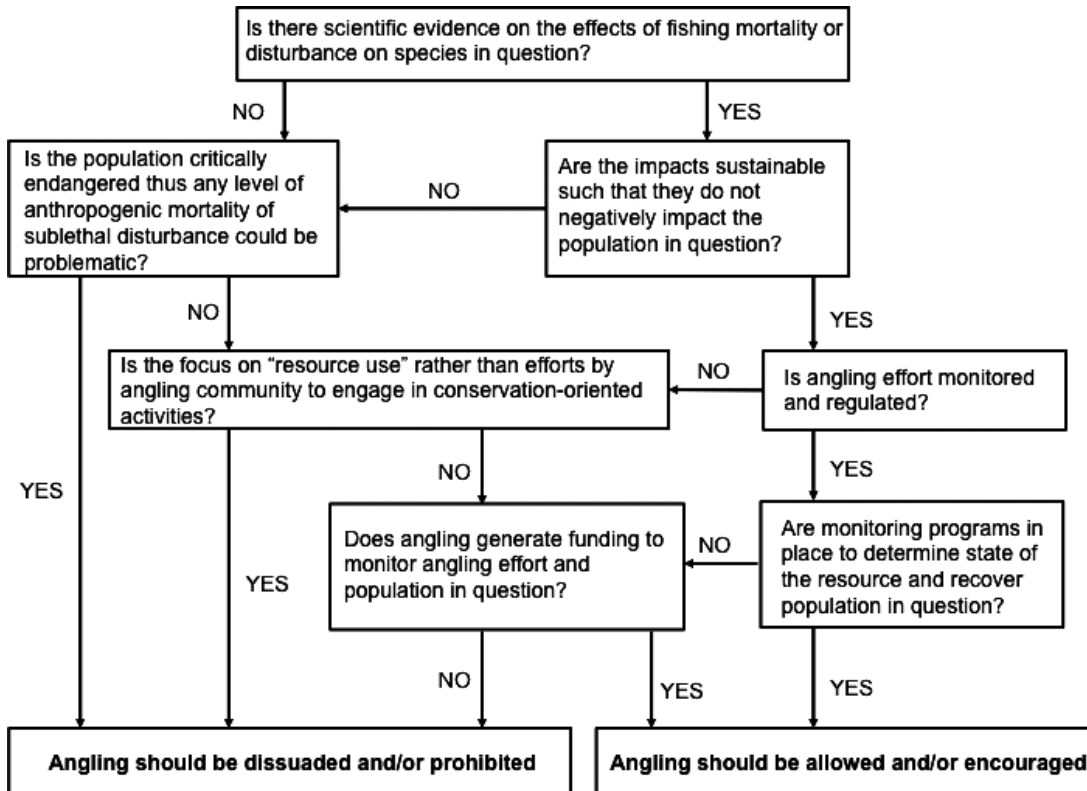 Is there scientific evidence on the effects of fishing mortality or
disturbance on species in question?
NO
YES
Is the population critically
endangered thus any level of
anthropogenic mortality of
sublethal disturbance could be
problematic?
NO
Are the impacts sustainable
such that they do not
negatively impact the
population in question?
NO
YES
Is the focus on “resource use” rather than efforts by
angling community to engage in conservation-oriented
activities?
NO
Is angling effort monitored
and regulated?
YES
NO
YES
Does angling generate funding to
monitor angling effort and
population in question?
NO
Are monitoring programs in
place to determine state of
the resource and recover
population in question?
YES
NO
YES
YES
Angling should be dissuaded and/or prohibited
Angling should be allowed and/or encouraged